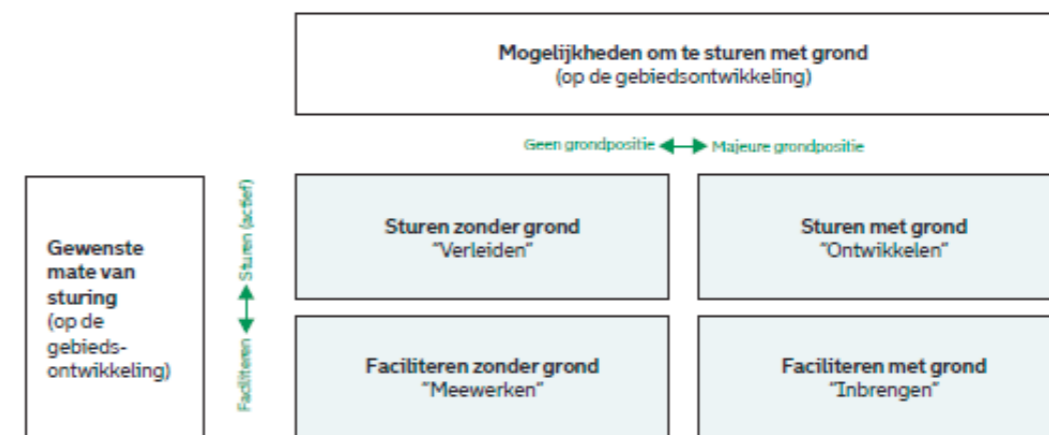 Mogelijkheden om te sturen met grond
(op de gebiedsontwikkeling)
Geen grondpositie
Majeure grondpositie
Gewenste
mate van
sturing
(op de
gebieds-
ontwikkeling)
Sturen (actief)
Faciliteren
Sturen zonder grond
"Verleiden"
Sturen met grond
"Ontwikkelen"
Faciliteren zonder grond
"Meewerken"
Faciliteren met grond
"Inbrengen"